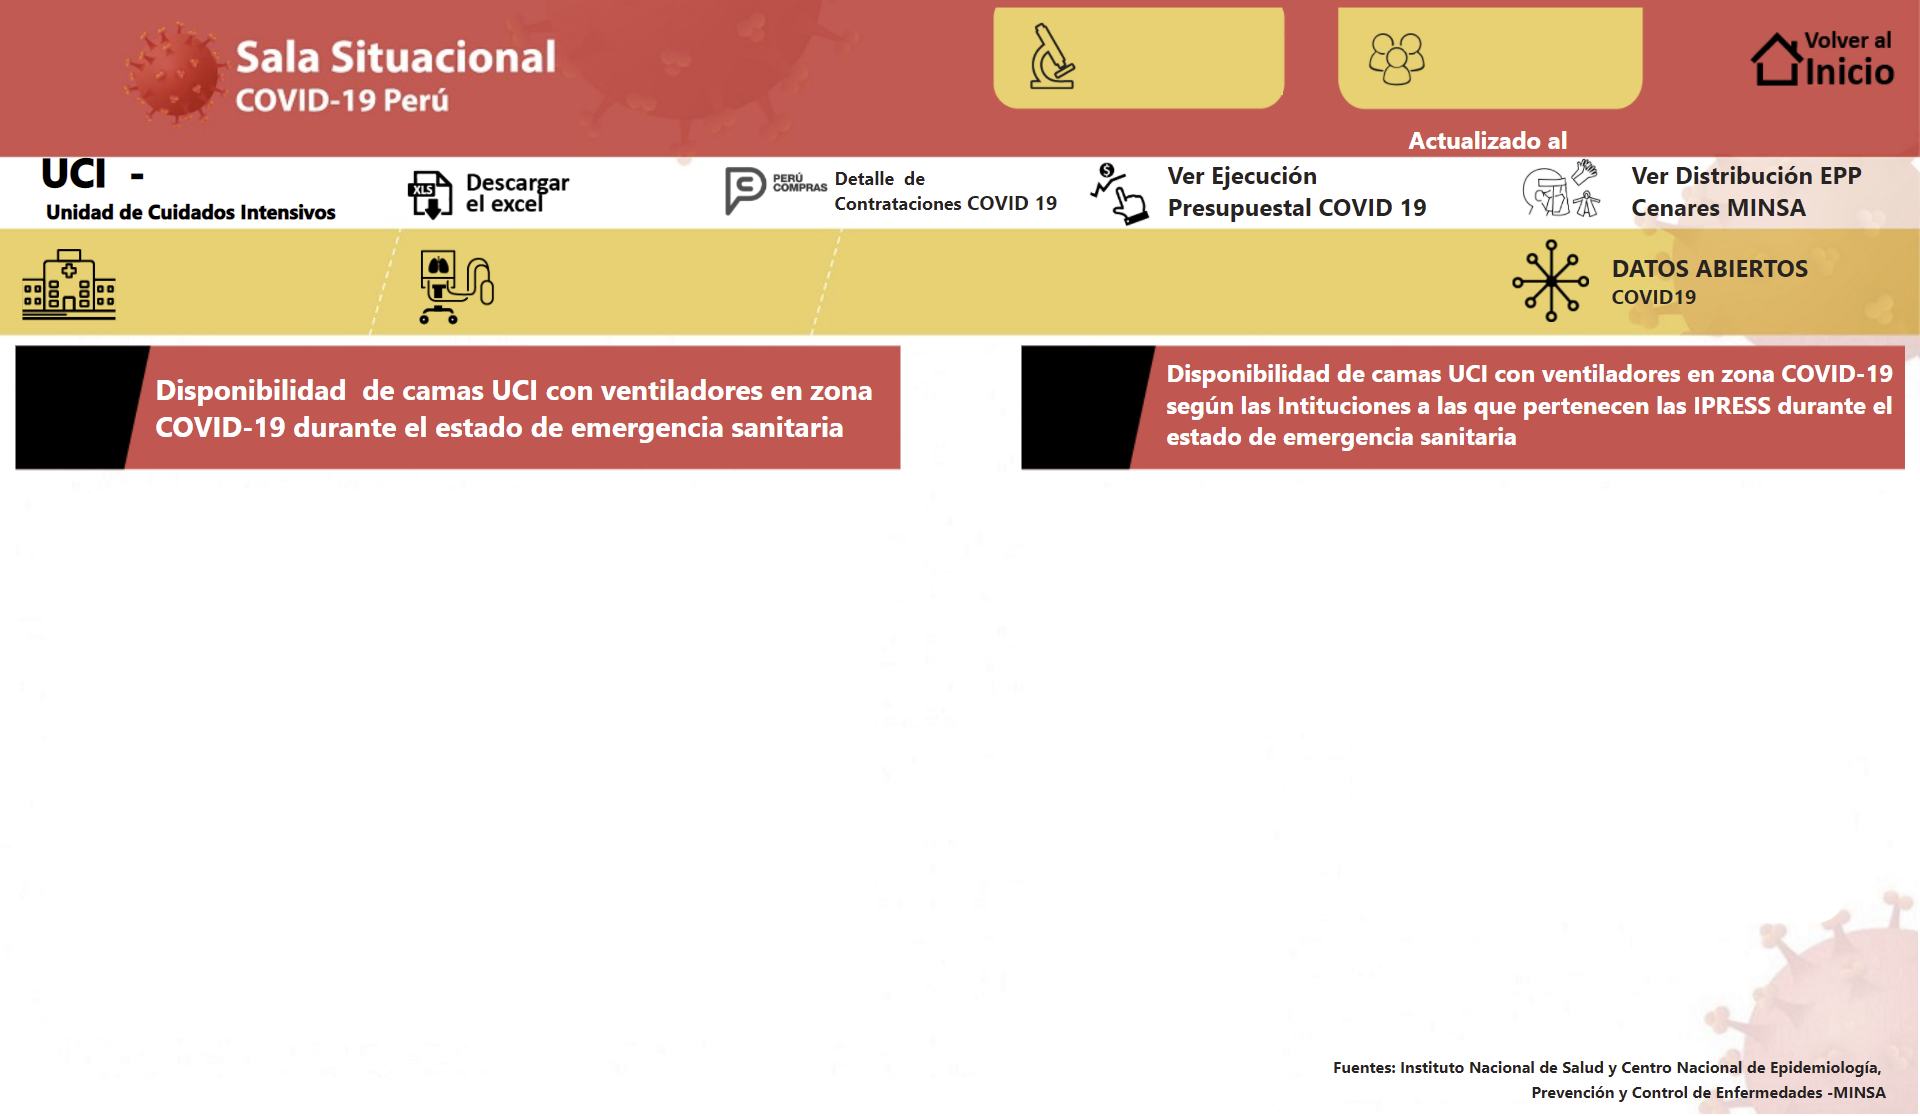 Sala Situacional
COVID-19 Perú
Volver al
Inicio
Actualizado al
UCI -
Unidad de Cuidados Intensivos
XLS
Descargar
el excel
PERÚ
COMPRAS
Detalle de
Contrataciones COVID 19
Ver Ejecución
Presupuestal COVID 19
Ver Distribución EPP
Cenares MINSA
DATOS ABIERTOS
COVID19
Disponibilidad de camas UCI con ventiladores en zona
COVID-19 durante el estado de emergencia sanitaria
Disponibilidad de camas UCI con ventiladores en zona COVID-19
según las Intituciones a las que pertenecen las IPRESS durante el
estado de emergencia sanitaria
Fuentes: Instituto Nacional de Salud y Centro Nacional de Epidemiología,
Prevención y Control de Enfermedades -MINSA